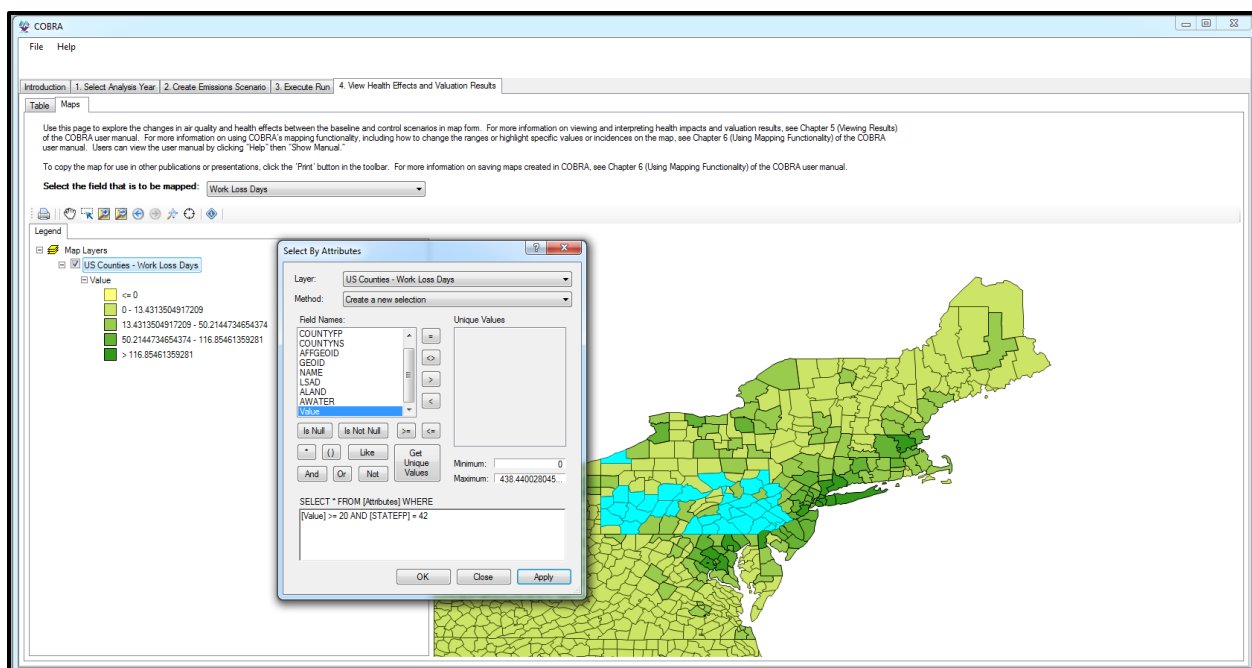 COBRA
File Help
Introduction 1. Select Analysis Year 2. Create Emissions Scenario 3. Execute Run 4. View Health Effects and Valuation Results
Table Maps
Use this page to explore the changes in air quality and health effects between the baseline and control scenarios in map form. For more information on viewing and interpreting health impacts and valuation results, see Chapter 5 (Viewing Results)
of the COBRA user manual. For more information on using COBRA's mapping functionality, including how to change the ranges or highlight specific values or incidences on the map, see Chapter 6 (Using Mapping Functionality) of the COBRA
user manual. Users can view the user manual by clicking "Help" then "Show Manual."
To copy the map for use in other publications or presentations, click the 'Print' button in the toolbar. For more information on saving maps created in COBRA, see Chapter 6 (Using Mapping Functionality) of the COBRA user manual.
Select the field that is to be mapped: Work Loss Days
Legend
Map Layers
US Counties - Work Loss Days
Value
<= 0
0 - 13.4313504917209
13.4313504917209 - 50.2144734654374
50.2144734654374 - 116.85461359281
> 116.85461359281
Select By Attributes
Layer: US Counties - Work Loss Days
Method: Create a new selection
Field Names: Unique Values
COUNTYFP
COUNTYNS
AFFGEOID
GEOID
NAME
LSAD
ALAND
AWATER
Value
=
<>
>
<
Is Null Is Not Null >= <=
* () Like Get Unique Values
And Or Not
Minimum: 0
Maximum: 438.440028045...
SELECT * FROM [Attributes] WHERE
[Value] >= 20 AND [STATEFP] = 42
OK Close Apply